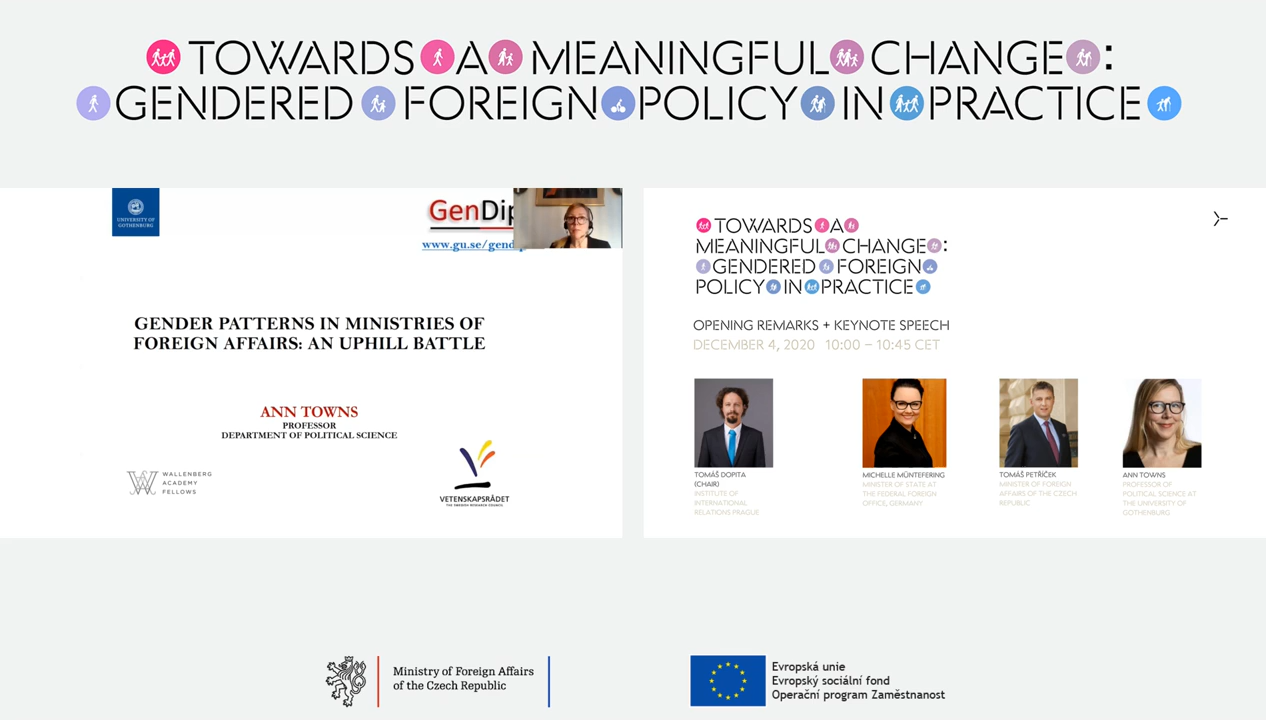 TOWARDS A MEANINGFUL CHANGE:
GENDERED FOREIGN POLICY IN PRACTICE
UNIVERSITY OF
GOTHENBURG
GenDip
www.gu.se/gendip
GENDER PATTERNS IN MINISTRIES OF
FOREIGN AFFAIRS: AN UPHILL BATTLE
ANN TOWNS
PROFESSOR
DEPARTMENT OF POLITICAL SCIENCE
WALLENBERG
ACADEMY
FELLOWS
VETENSKAPSRÅDET
THE SWEDISH RESEARCH COUNCIL
TOWARDS A
MEANINGFUL CHANGE:
GENDERED FOREIGN
POLICY IN PRACTICE
OPENING REMARKS + KEYNOTE SPEECH
DECEMBER 4, 2020 10:00 – 10:45 CET
TOMÁŠ DOPITA
(CHAIR)
INSTITUTE OF
INTERNATIONAL
RELATIONS PRAGUE
MICHELLE MÜNTEFERING
MINISTER OF STATE AT
THE FEDERAL FOREIGN
OFFICE, GERMANY
TOMÁŠ PETŘÍČEK
MINISTER OF FOREIGN
AFFAIRS OF THE CZECH
REPUBLIC
ANN TOWNS
PROFESSOR OF
POLITICAL SCIENCE AT
THE UNIVERSITY OF
GOTHENBURG
Ministry of Foreign Affairs
of the Czech Republic
Evropská unie
Evropský sociální fond
Operační program Zaměstnanost